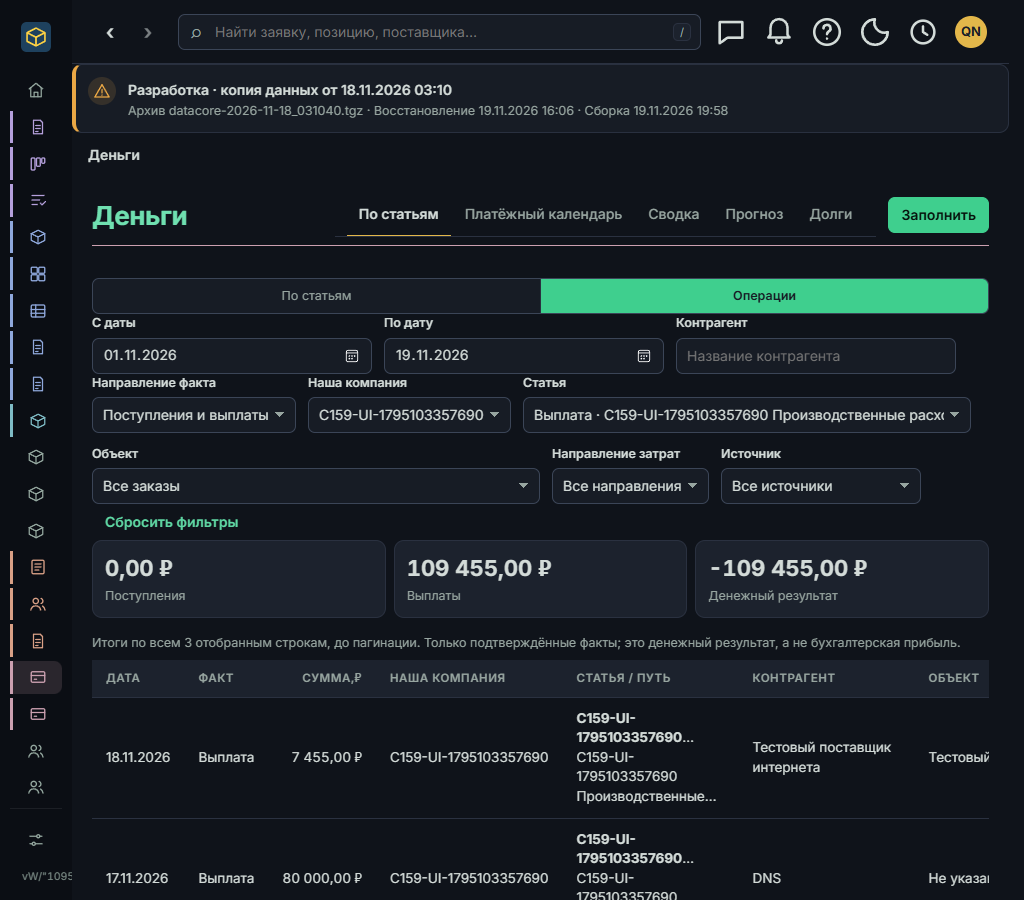 Найти заявку, позицию, поставщика...
/
QN
Разработка · копия данных от 18.11.2026 03:10
Архив datacore-2026-11-18_031040.tgz · Восстановление 19.11.2026 16:06 · Сборка 19.11.2026 19:58
Деньги
Деньги
По статьям
Платёжный календарь
Сводка
Прогноз
Долги
Заполнить
По статьям
Операции
С даты
По дату
Контрагент
01.11.2026
19.11.2026
Название контрагента
Направление факта
Наша компания
Статья
Поступления и выплаты
C159-UI-1795103357690
Выплата · C159-UI-1795103357690 Производственные расхо
Объект
Направление затрат
Источник
Все заказы
Все направления
Все источники
Сбросить фильтры
0,00 ₽
109 455,00 ₽
-109 455,00 ₽
Поступления
Выплаты
Денежный результат
Итоги по всем 3 отобранным строкам, до пагинации. Только подтверждённые факты; это денежный результат, а не бухгалтерская прибыль.
ДАТА
ФАКТ
СУММА,₽
НАША КОМПАНИЯ
СТАТЬЯ / ПУТЬ
КОНТРАГЕНТ
ОБЪЕКТ
18.11.2026
Выплата
7 455,00 ₽
C159-UI-1795103357690
C159-UI-
1795103357690...
C159-UI-
1795103357690
Производственные...
Тестовый поставщик
интернета
Тестовый
17.11.2026
Выплата
80 000,00 ₽
C159-UI-1795103357690
C159-UI-
1795103357690...
C159-UI-
1795103357690
DNS
Не указа
vW/"1095